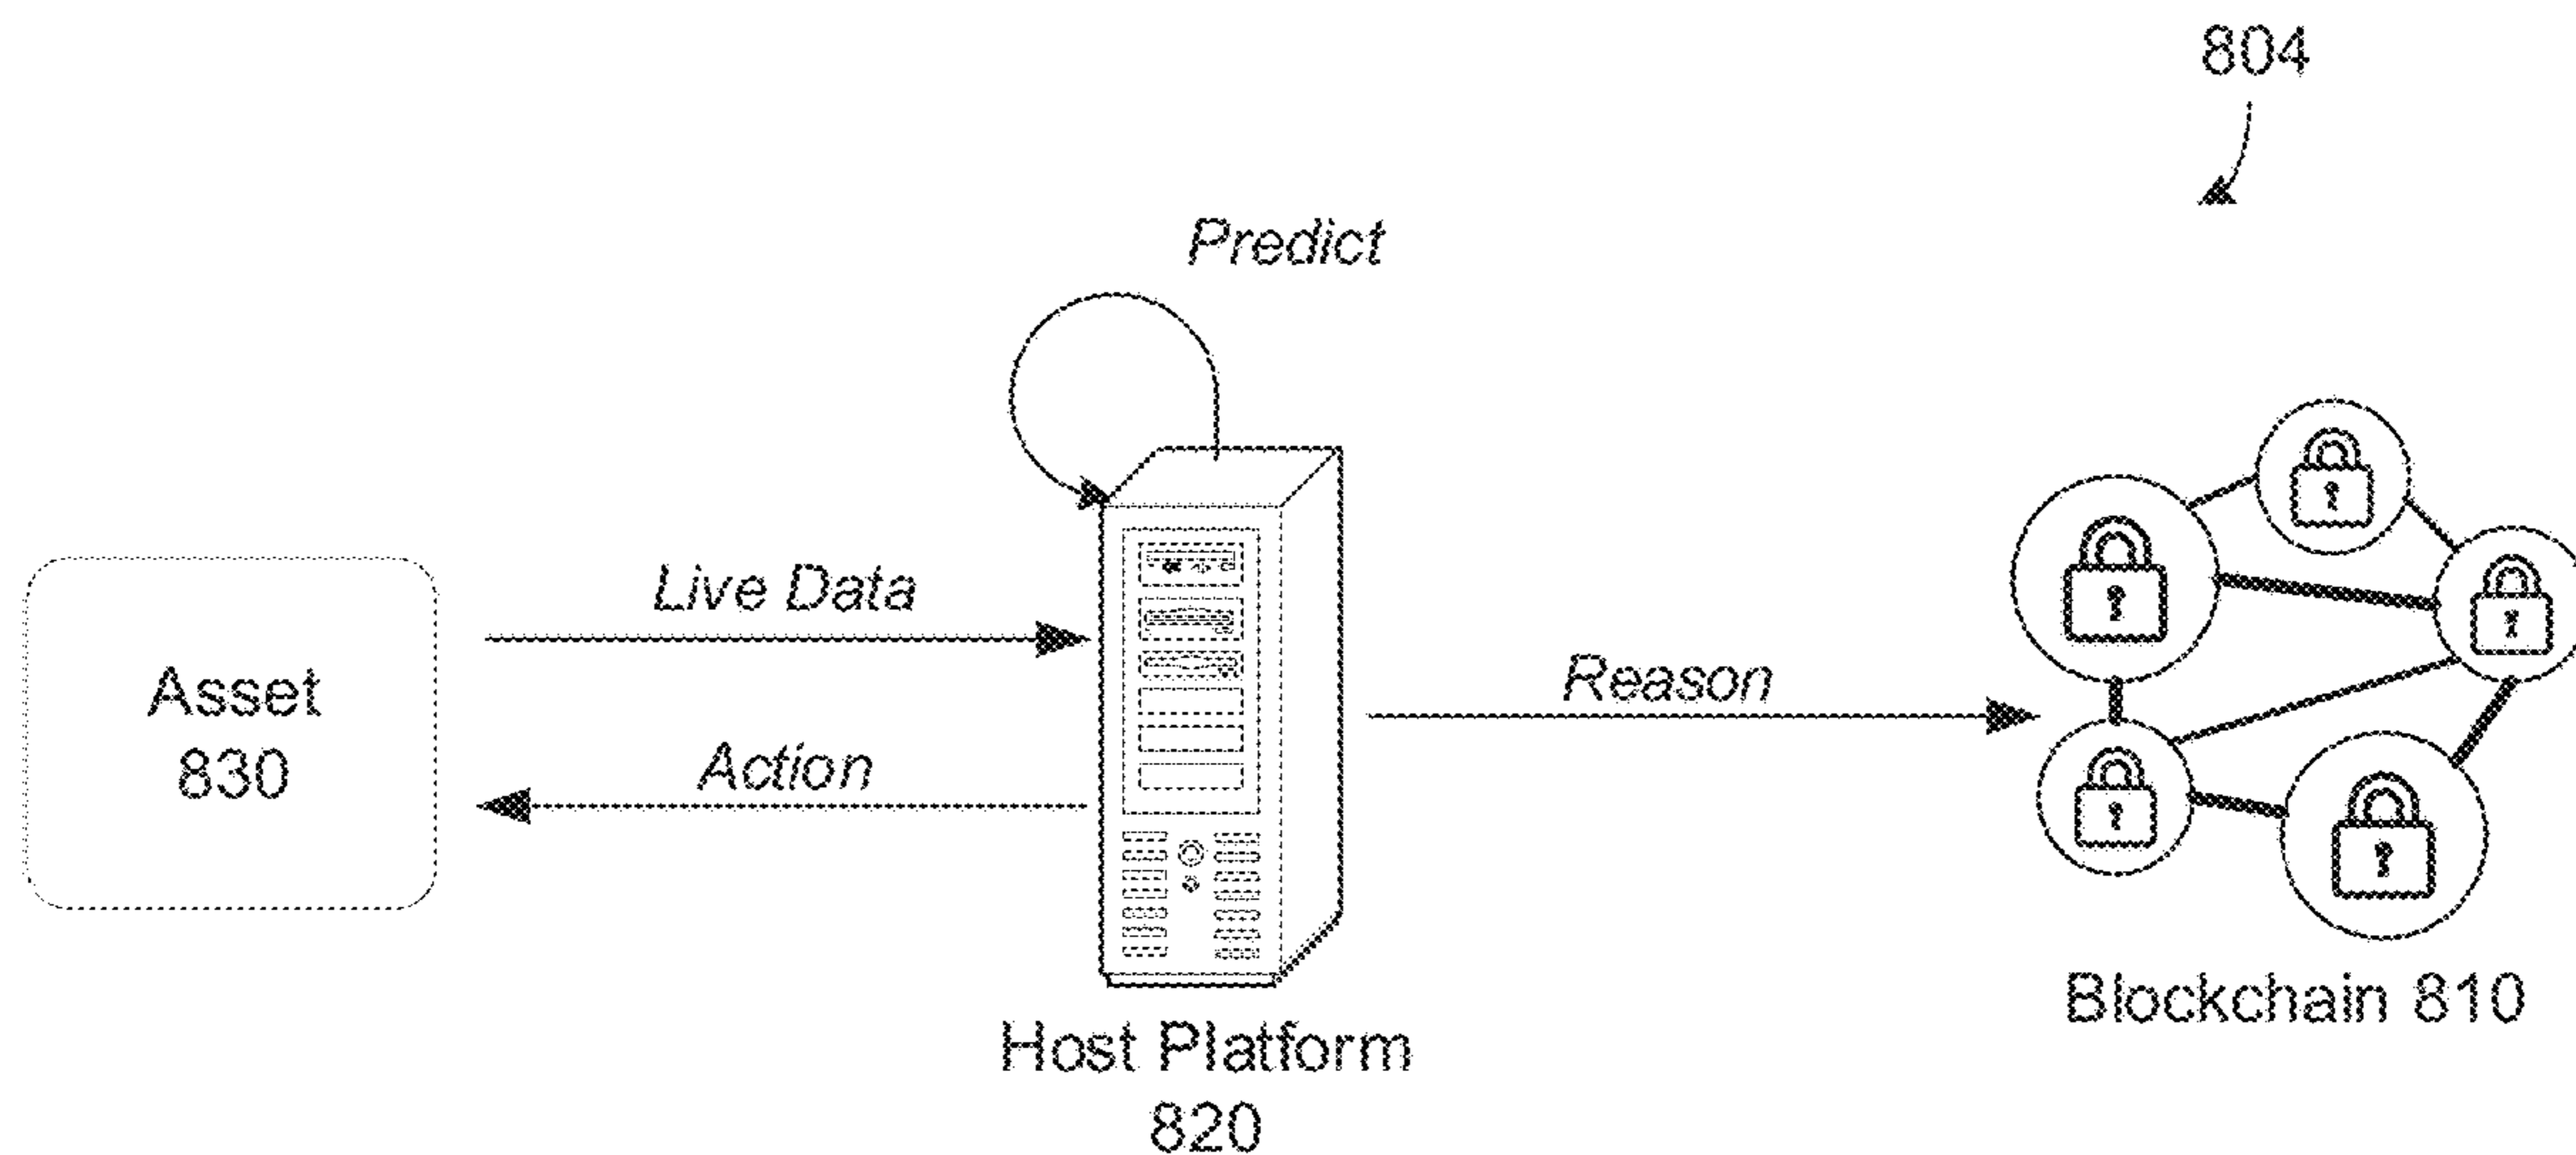 804
Predict
Live Data
Asset
830
Reason
Action
Blockchain 810
Host Platform
820